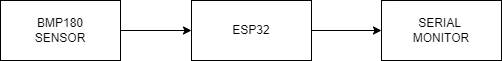 BMP180
SENSOR
ESP32
SERIAL
MONITOR